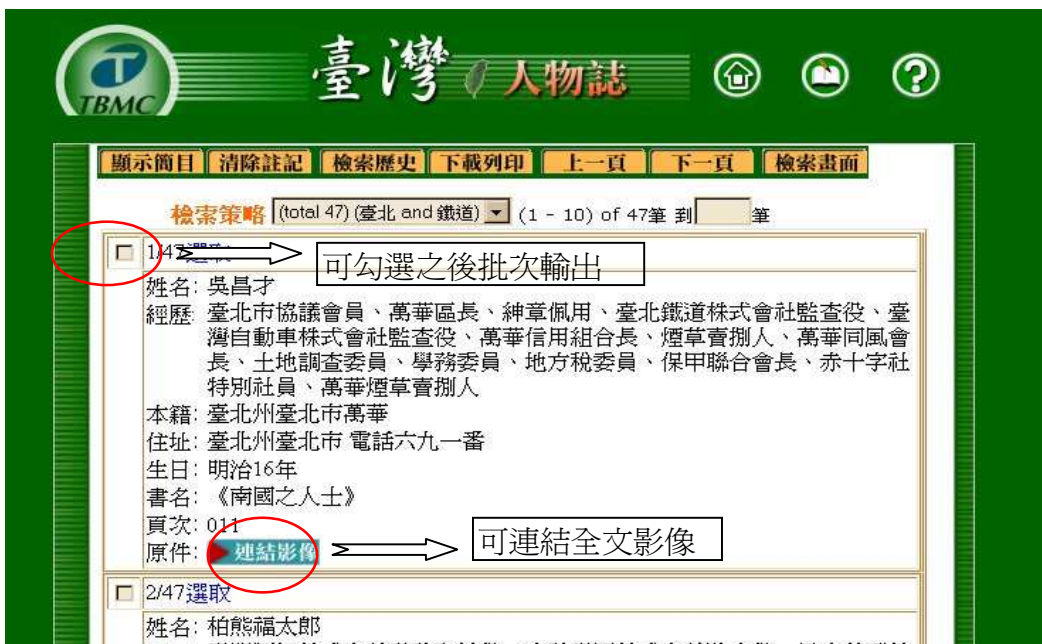 TBMC
臺灣人物誌
顯示簡目 清除註記 檢索歷史 下載列印 上一頁 下一頁 檢索畫面
檢索策略 (total 47) (臺北 and 鐵道) (1 - 10) of 47筆 到 筆
1/47選取
可勾選之後批次輸出
姓名: 吳昌才
經歷: 臺北市協議會員、萬華區長、紳章佩用、臺北鐵道株式會社監查役、臺
灣自動車株式會社監查役、萬華信用組合長、煙草賣捌人、萬華同風會
長、土地調查委員、學務委員、地方稅委員、保甲聯合會長、赤十字社
特別社員、萬華煙草賣捌人
本籍: 臺北州臺北市萬華
住址: 臺北州臺北市 電話六九一番
生日: 明治16年
書名: 《南國之人士》
頁次: 011
原件: 連結影像
可連結全文影像
2/47選取
姓名: 柏熊福太郎